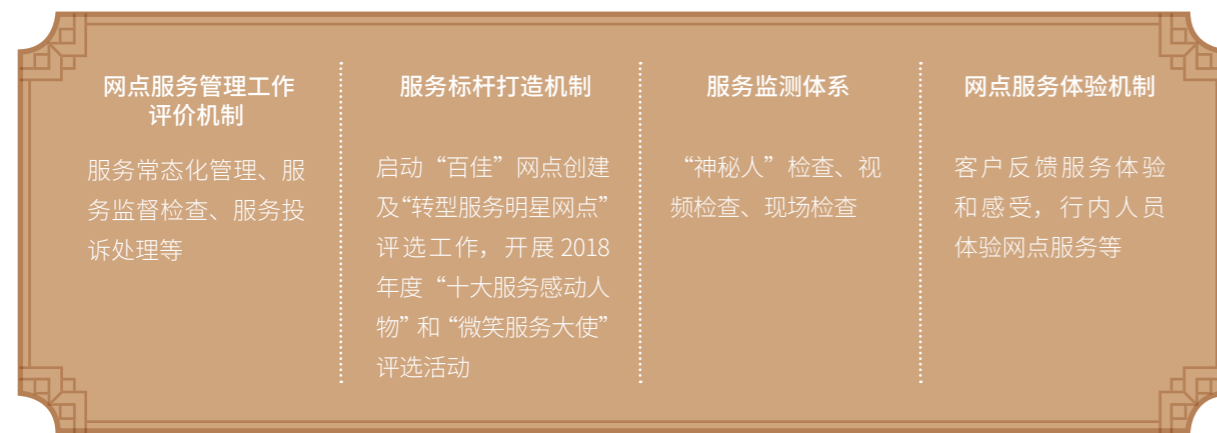 网点服务管理工作
评价机制
服务常态化管理、服
务监督检查、服务投
诉处理等
服务标杆打造机制
启动“百佳”网点创建
及“转型服务明星网点”
评选工作，开展 2018
年度“十大服务感动人
物”和“微笑服务大使”
评选活动
服务监测体系
“神秘人”检查、视
频检查、现场检查
网点服务体验机制
客户反馈服务体验
和感受，行内人员
体验网点服务等